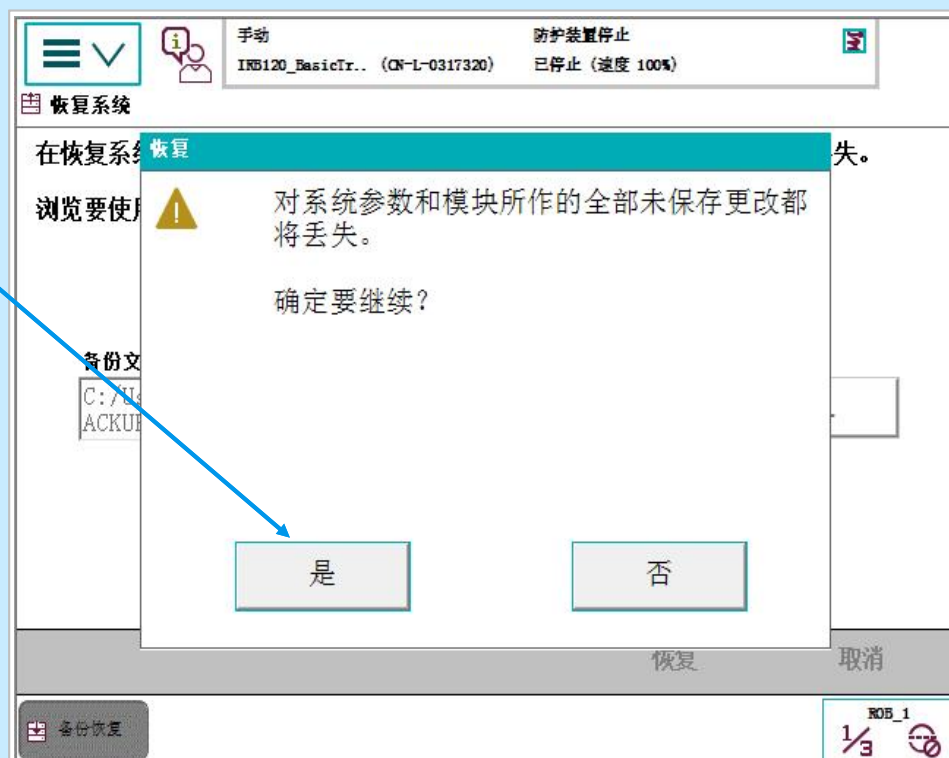 手动
防护装置停止
IRB120_BasicTr.. (CN-L-0317320)
已停止 (速度 100%)
恢复系统
在恢复系
失。
恢复
浏览要使
对系统参数和模块所作的全部未保存更改都
将丢失。
确定要继续?
备份文
C:/Us
ACKU
是
否
恢复
取消
备份恢复
ROB_1
1/3